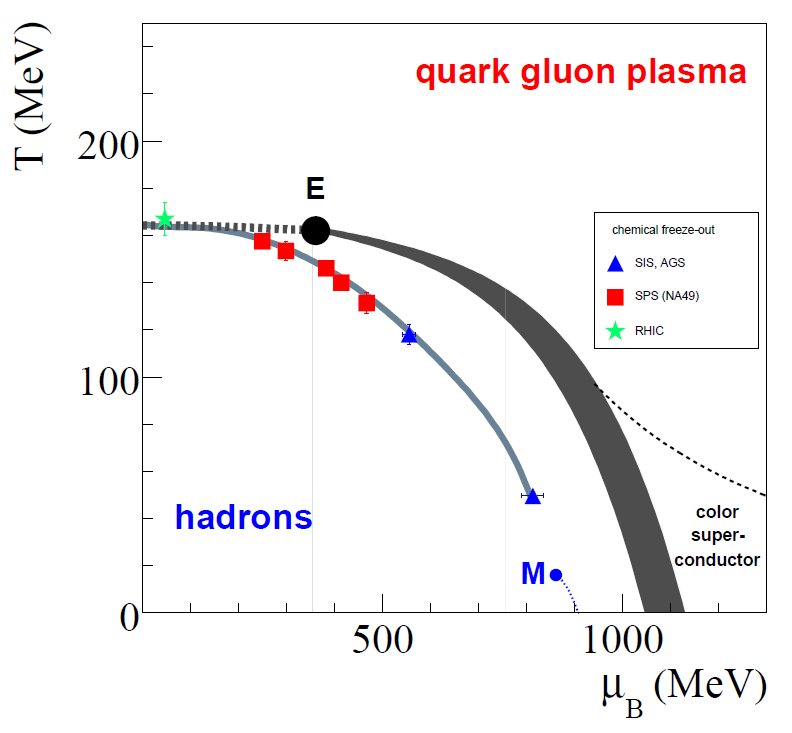 T (MeV)
quark gluon plasma
200
E
chemical freeze-out
SIS, AGS
SPS (NA49)
RHIC
100
hadrons
color
super-
conductor
M
0
500
1000
μB (MeV)